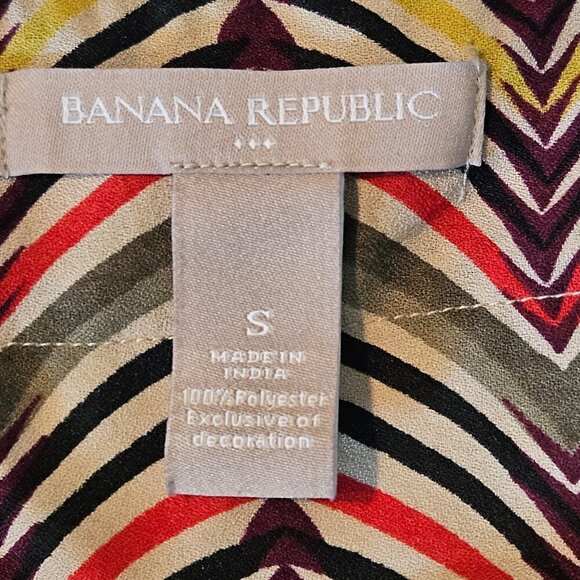 BANANA REPUBLIC
S
MADE IN
INDIA
100% Polyester
Exclusive of
decoration